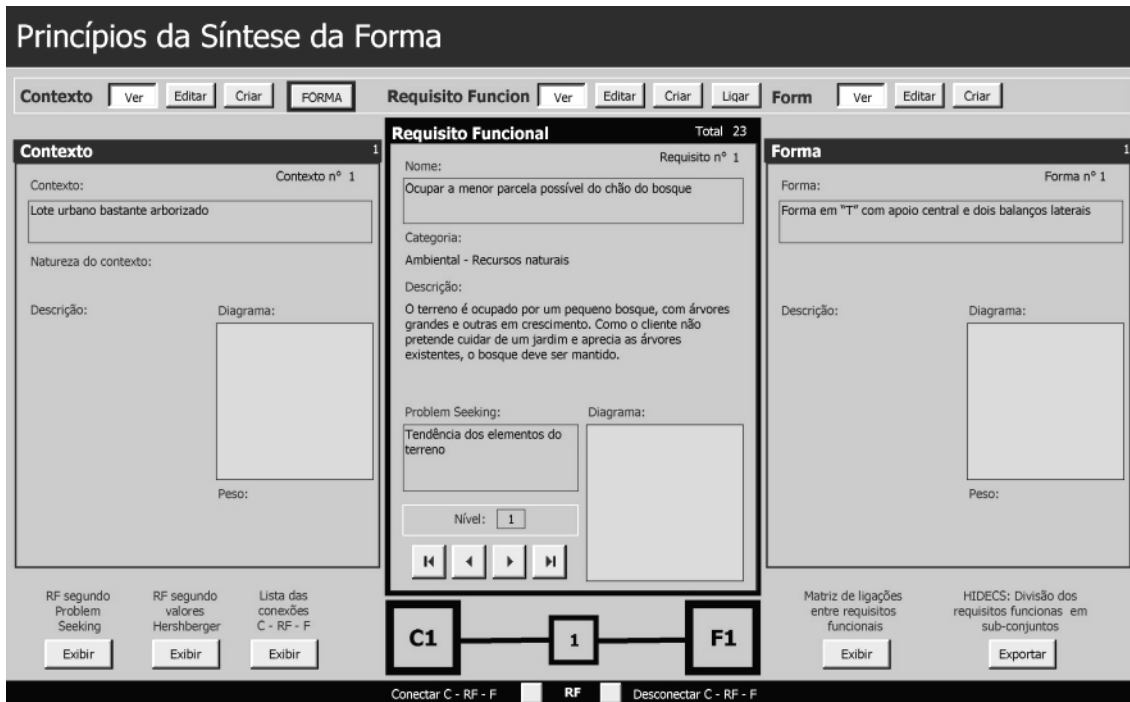 Princípios da Síntese da Forma
Contexto Ver Editar Criar FORMA Requisito Funcion Ver Editar Criar Ligar Form Ver Editar Criar
Contexto 1
Contexto n° 1
Contexto:
Lote urbano bastante arborizado
Natureza do contexto:
Descrição: Diagrama:
Peso:
Requisito Funcional Total 23
Requisito n° 1
Nome:
Ocupar a menor parcela possível do chão do bosque
Categoria:
Ambiental - Recursos naturais
Descrição:
O terreno é ocupado por um pequeno bosque, com árvores
grandes e outras em crescimento. Como o cliente não
pretende cuidar de um jardim e aprecia as árvores
existentes, o bosque deve ser mantido.
Problem Seeking: Diagrama:
Tendência dos elementos do
terreno
Nível: 1
Forma 1
Forma n° 1
Forma:
Forma em "T" com apoio central e dois balanços laterais
Descrição: Diagrama:
Peso:
RF segundo
Problem
Seeking
Exibir
RF segundo
valores
Hershberger
Exibir
Lista das
conexões
C - RF - F
Exibir
C1 1 F1
Matriz de ligações
entre requisitos
funcionais
Exibir
HIDECS: Divisão dos
requisitos funcionas em
sub-conjuntos
Exportar
Conectar C - RF - F RF Desconectar C - RF - F